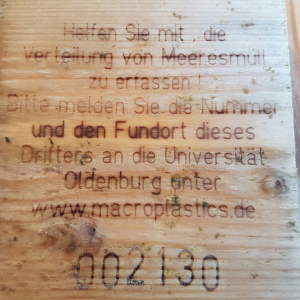 Helfen Sie mit, die
Verteilung von Meeresmüll
zu erfassen!
Bitte melden Sie die Nummer
und den Fundort dieses
Drifters an die Universität
Oldenburg unter
www.macroplastics.de
002130